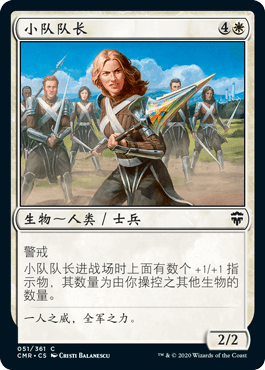 小队队长 4
生物～人类／士兵
警戒
小队队长进战场时上面有数个 +1/+1 指
示物，其数量为由你操控之其他生物的
数量。
一人之威，全军之力。
2/2
051/361 C
CMR • CS CRISTI BALANESCU
™ & © 2020 Wizards of the Coast